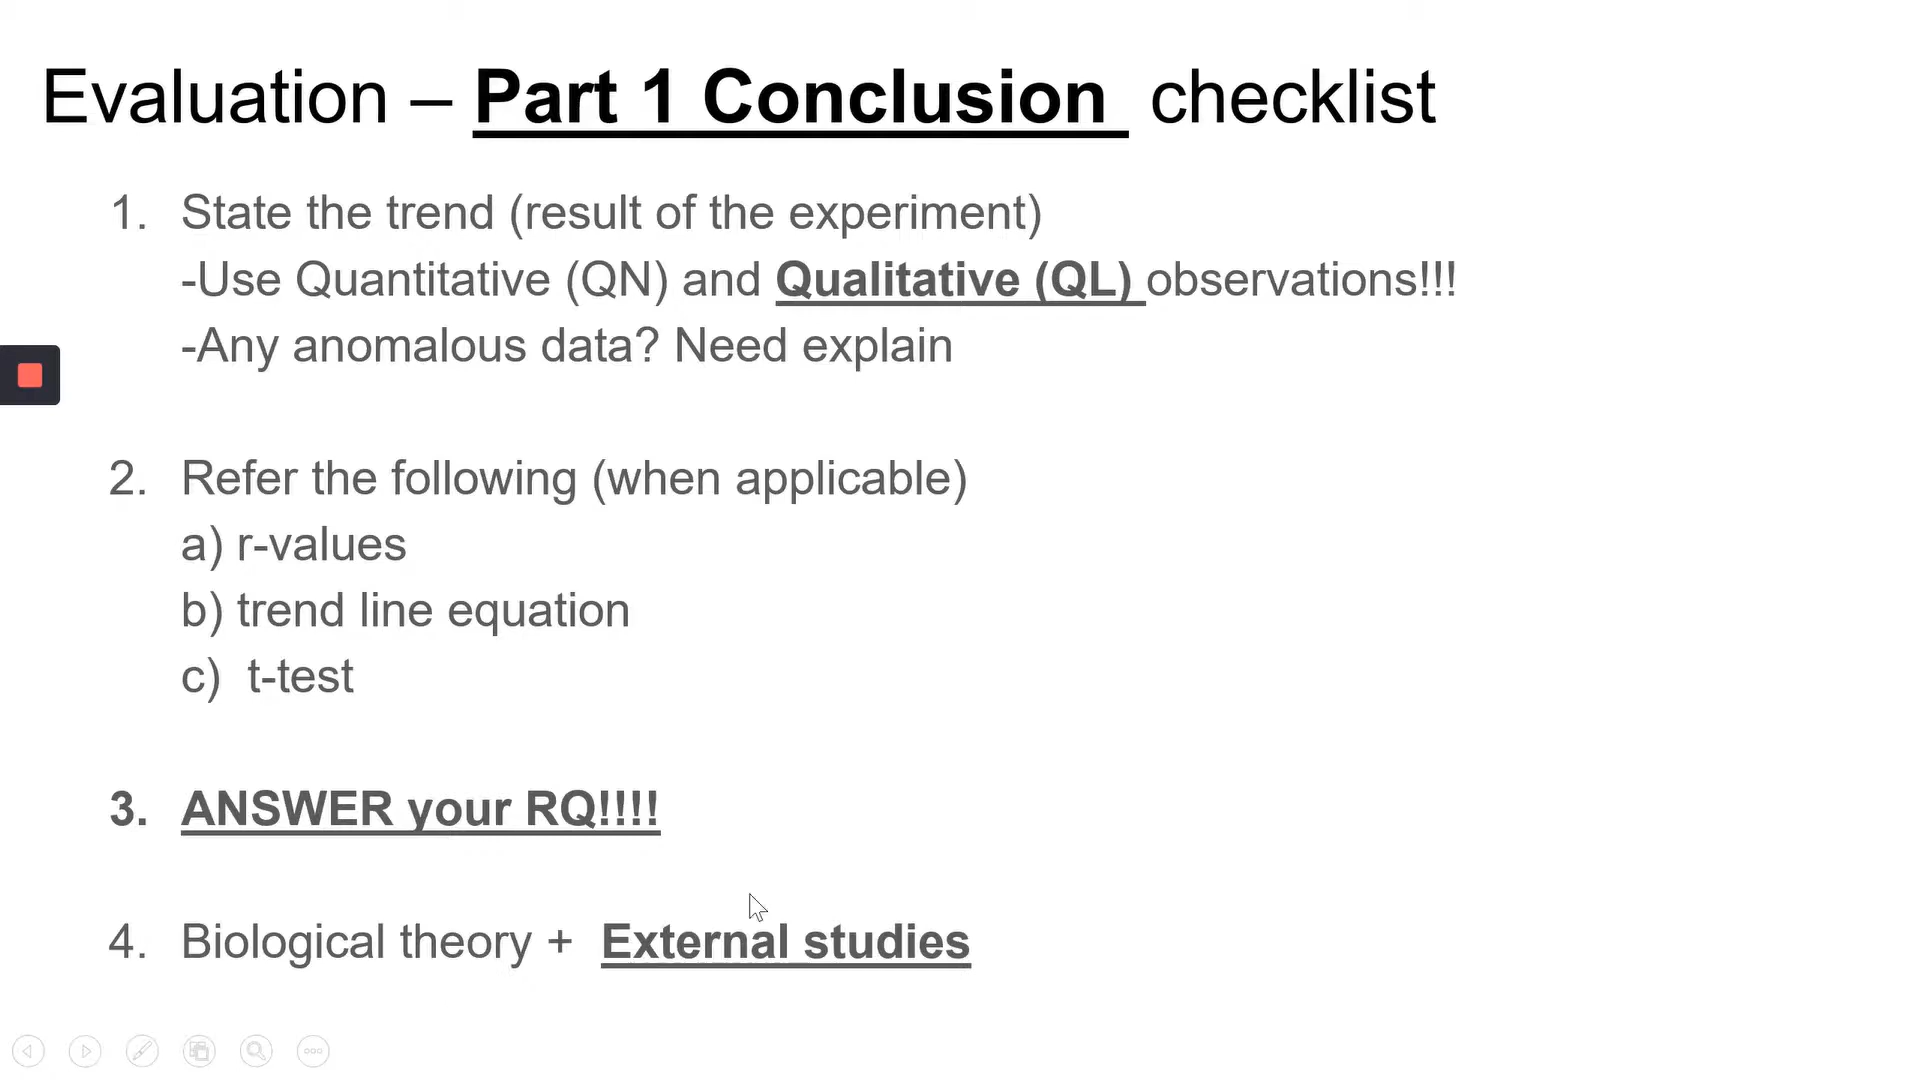 Evaluation – Part 1 Conclusion checklist
1. State the trend (result of the experiment)
-Use Quantitative (QN) and Qualitative (QL) observations!!!
-Any anomalous data? Need explain
2. Refer the following (when applicable)
a) r-values
b) trend line equation
c) t-test
3. ANSWER your RQ!!!!
4. Biological theory + External studies